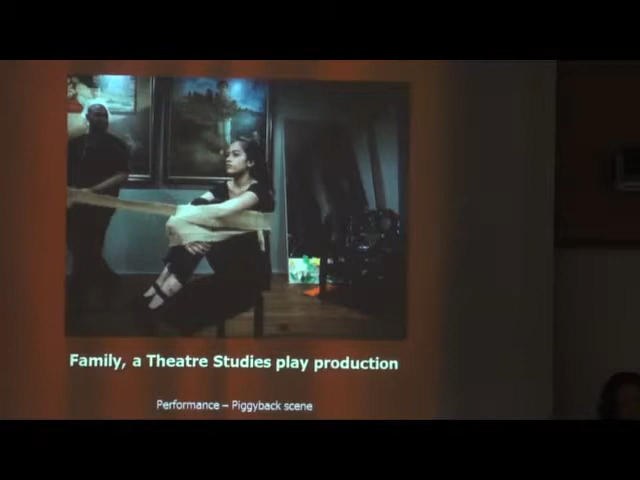 Family, a Theatre Studies play production
Performance – Piggyback scene